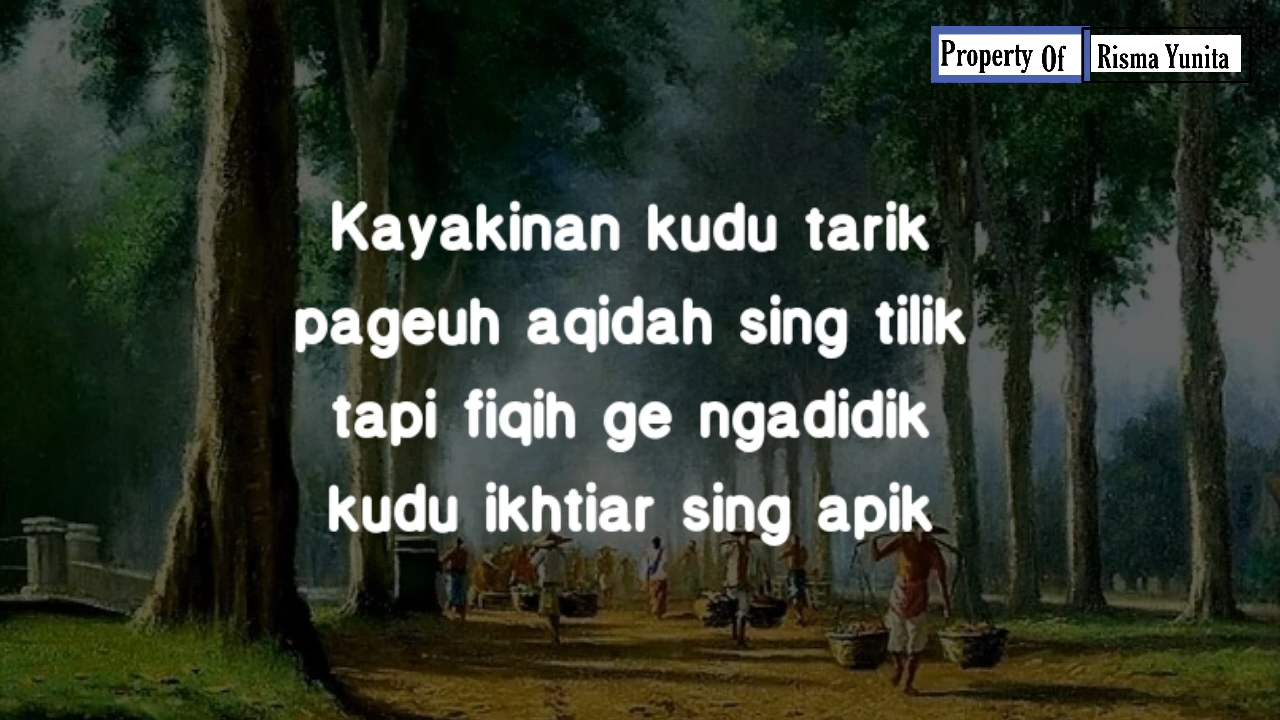 Property Of Risma Yunita
Kayakinan kudu tarik
pageuh aqidah sing tilik
tapi fiqih ge ngadidik
kudu ikhtiar sing apik